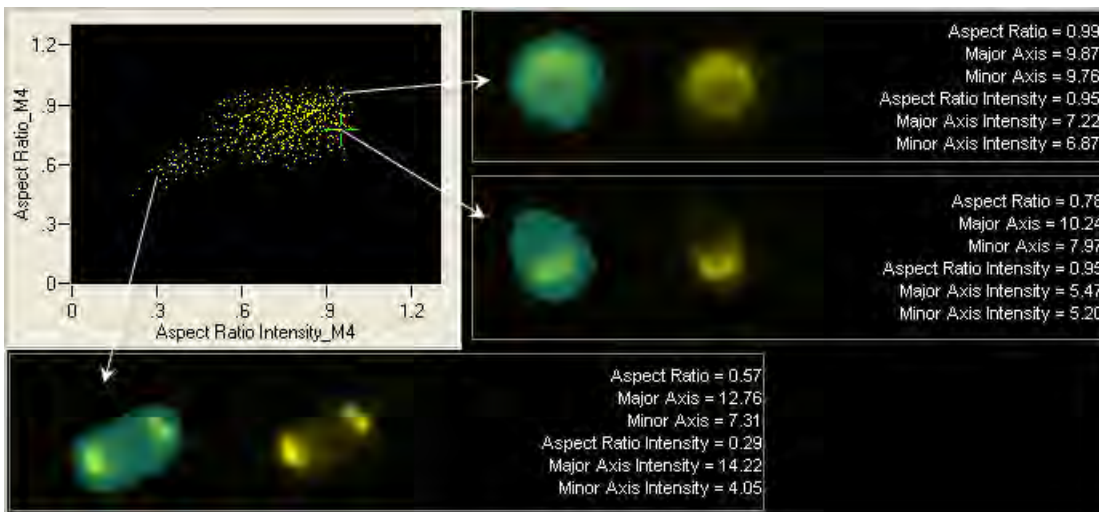 1.2
.9
.6
.3
0
Aspect Ratio_M4
0 .3 .6 .9 1.2
Aspect Ratio Intensity_M4
Aspect Ratio = 0.99
Major Axis = 9.87
Minor Axis = 9.76
Aspect Ratio Intensity = 0.95
Major Axis Intensity = 7.22
Minor Axis Intensity = 6.87
Aspect Ratio = 0.78
Major Axis = 10.24
Minor Axis = 7.97
Aspect Ratio Intensity = 0.95
Major Axis Intensity = 5.47
Minor Axis Intensity = 5.20
Aspect Ratio = 0.57
Major Axis = 12.76
Minor Axis = 7.31
Aspect Ratio Intensity = 0.29
Major Axis Intensity = 14.22
Minor Axis Intensity = 4.05